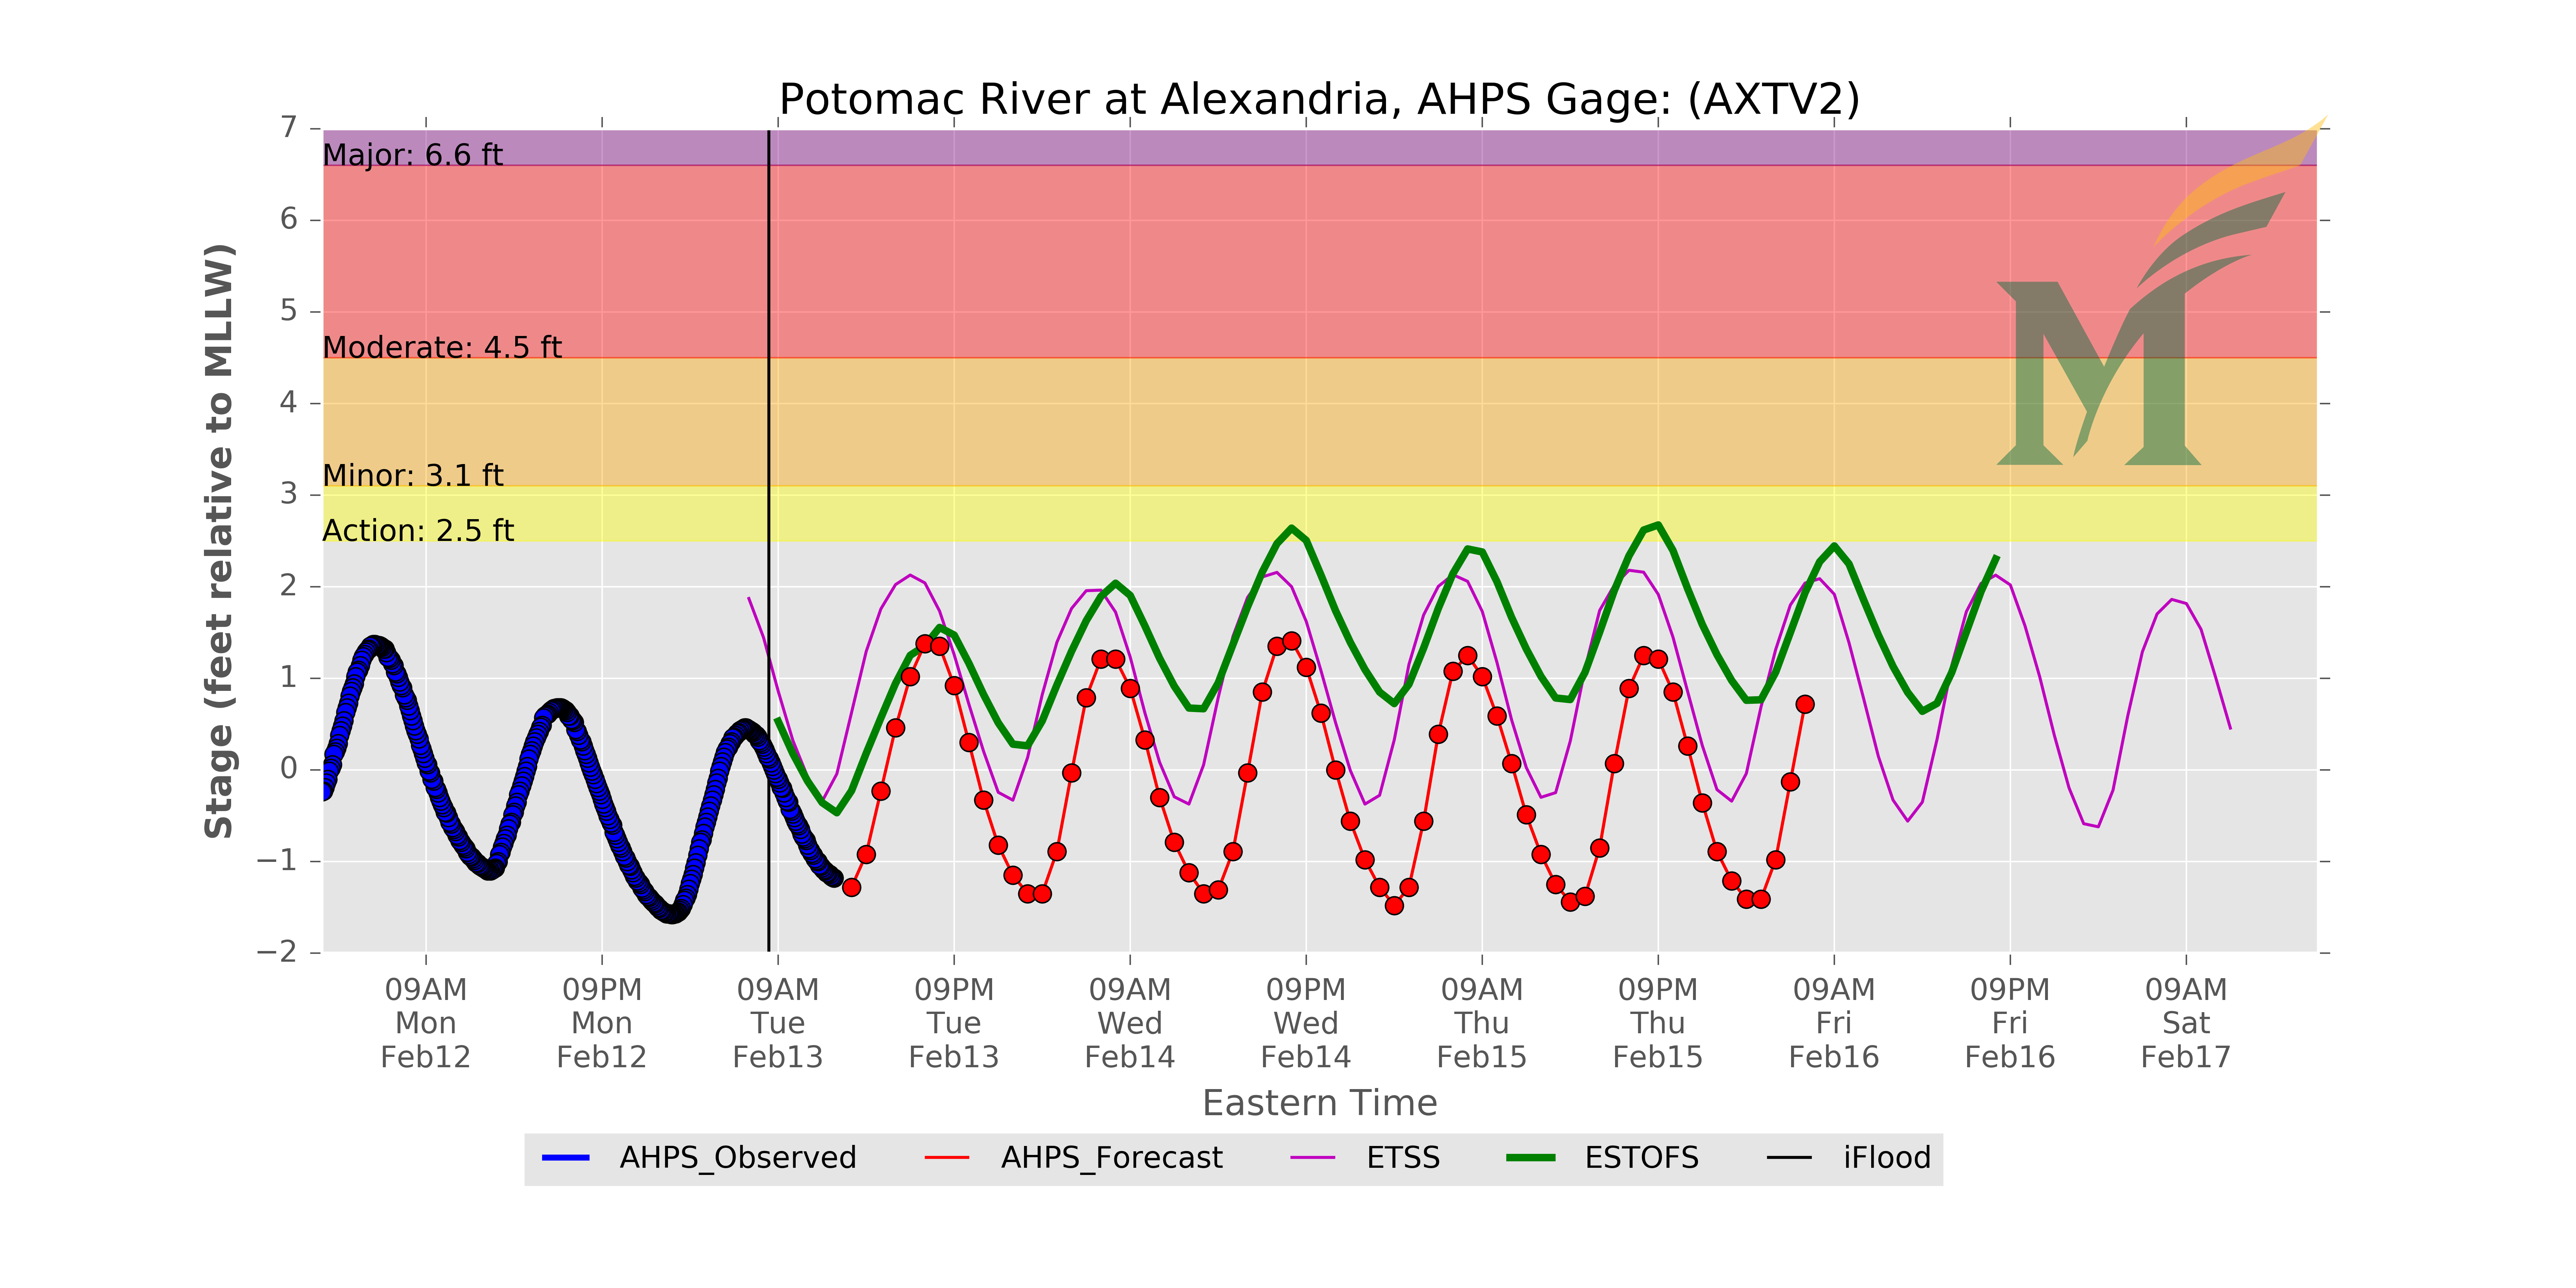 Potomac River at Alexandria, AHPS Gage: (AXTV2)
Stage (feet relative to MLLW)
7
6
5
4
3
2
1
0
−1
−2
Major: 6.6 ft
Moderate: 4.5 ft
Minor: 3.1 ft
Action: 2.5 ft
M
09AM 09PM 09AM 09PM 09AM 09PM 09AM 09PM 09AM 09PM 09AM
Mon Mon Tue Tue Wed Wed Thu Thu Fri Fri Sat
Feb12 Feb12 Feb13 Feb13 Feb14 Feb14 Feb15 Feb15 Feb16 Feb16 Feb17
Eastern Time
AHPS_Observed AHPS_Forecast ETSS ESTOFS iFlood